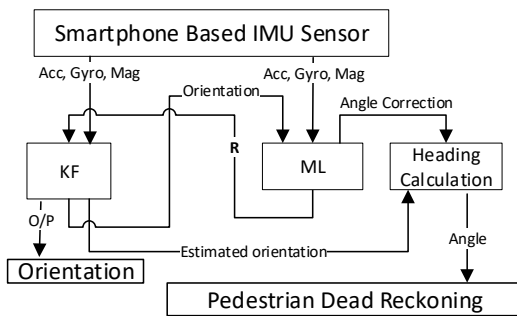 Smartphone Based IMU Sensor
Acc, Gyro, Mag
Acc, Gyro, Mag
Orientation
Angle Correction
R
KF
ML
Heading
Calculation
O/P
Estimated orientation
Angle
Orientation
Pedestrian Dead Reckoning